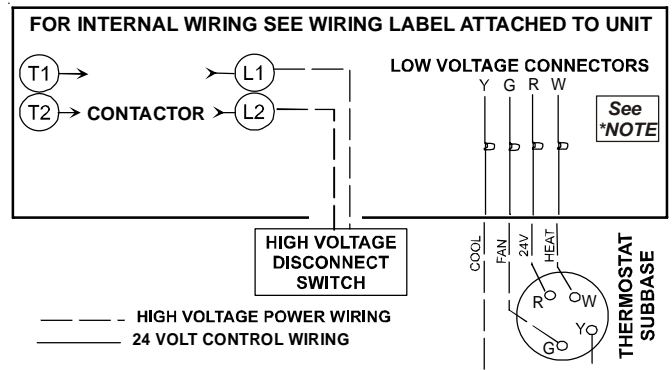 FOR INTERNAL WIRING SEE WIRING LABEL ATTACHED TO UNIT
T1
L1
T2
CONTACTOR
L2
LOW VOLTAGE CONNECTORS
Y G R W
See
*NOTE
HIGH VOLTAGE
DISCONNECT
SWITCH
COOL
FAN
24V
HEAT
R
W
Y
G
THERMOSTAT
SUBBASE
HIGH VOLTAGE POWER WIRING
24 VOLT CONTROL WIRING